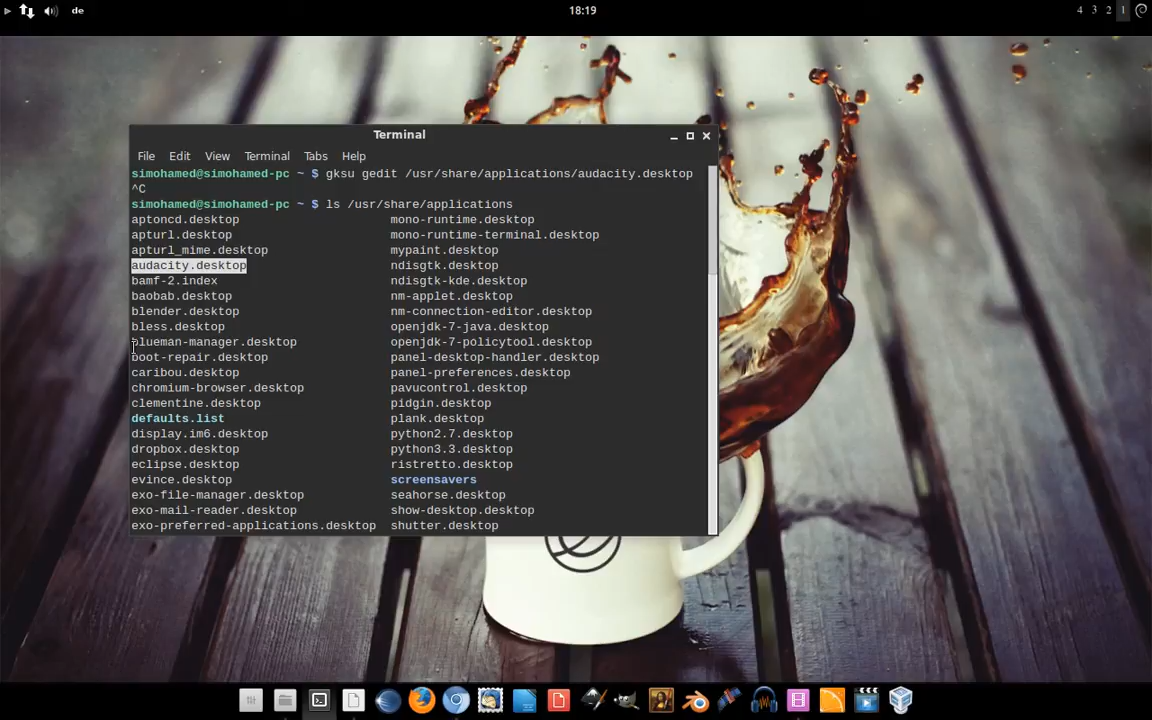 de
18:19
4 3 2 1
Terminal
File Edit View Terminal Tabs Help
simohamed@simohamed-pc ~ $ gksu gedit /usr/share/applications/audacity.desktop
^C
simohamed@simohamed-pc ~ $ ls /usr/share/applications
aptoncd.desktop mono-runtime.desktop
apturl.desktop mono-runtime-terminal.desktop
apturl_mime.desktop mypaint.desktop
audacity.desktop ndisgtk.desktop
bamf-2.index ndisgtk-kde.desktop
baobab.desktop nm-applet.desktop
blender.desktop nm-connection-editor.desktop
bless.desktop openjdk-7-java.desktop
blueman-manager.desktop openjdk-7-policytool.desktop
boot-repair.desktop panel-desktop-handler.desktop
caribou.desktop panel-preferences.desktop
chromium-browser.desktop pavucontrol.desktop
clementine.desktop pidgin.desktop
defaults.list plank.desktop
display.im6.desktop python2.7.desktop
dropbox.desktop python3.3.desktop
eclipse.desktop ristretto.desktop
evince.desktop screensavers
exo-file-manager.desktop seahorse.desktop
exo-mail-reader.desktop show-desktop.desktop
exo-preferred-applications.desktop shutter.desktop